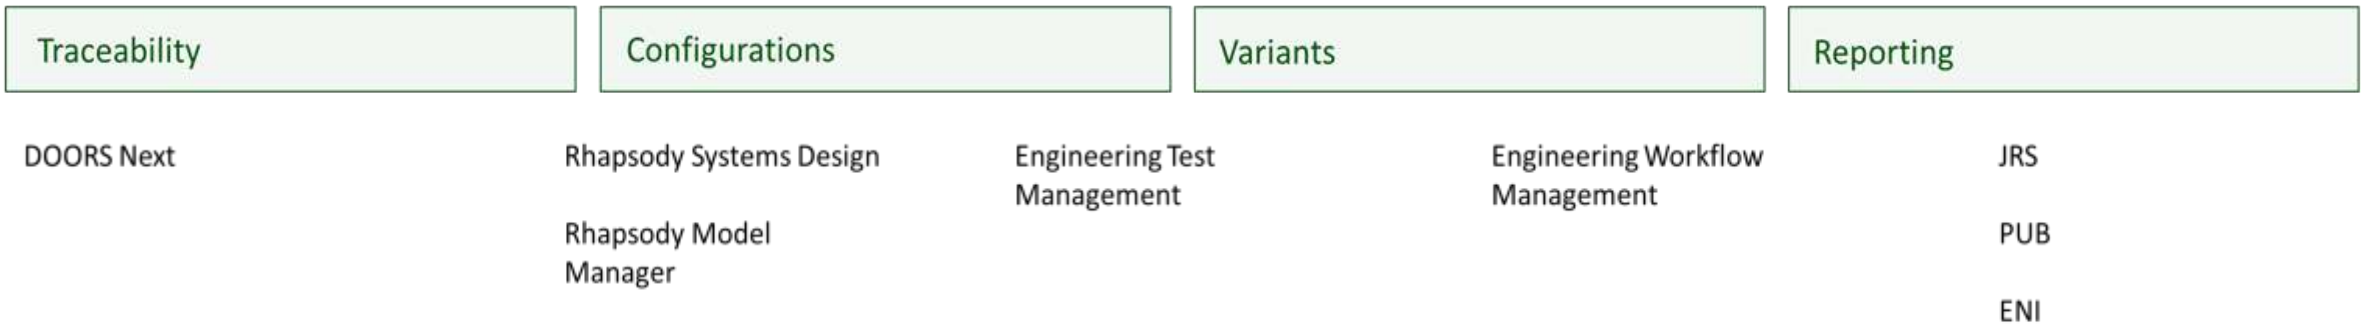 Traceability
Configurations
Variants
Reporting
DOORS Next
Rhapsody Systems Design
Rhapsody Model
Manager
Engineering Test
Management
Engineering Workflow
Management
JRS
PUB
ENI